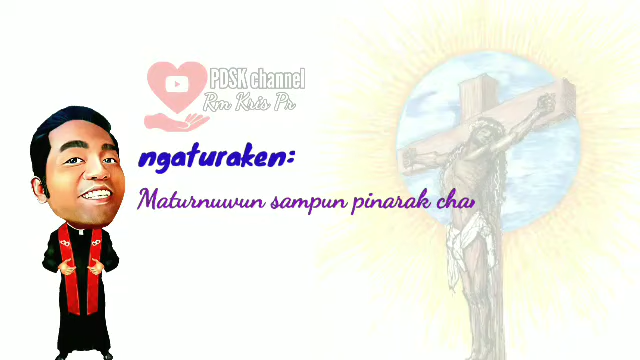 PDSK channel
Rm Kris Pr
ngaturaken:
Maturnuwun sampun pinarak